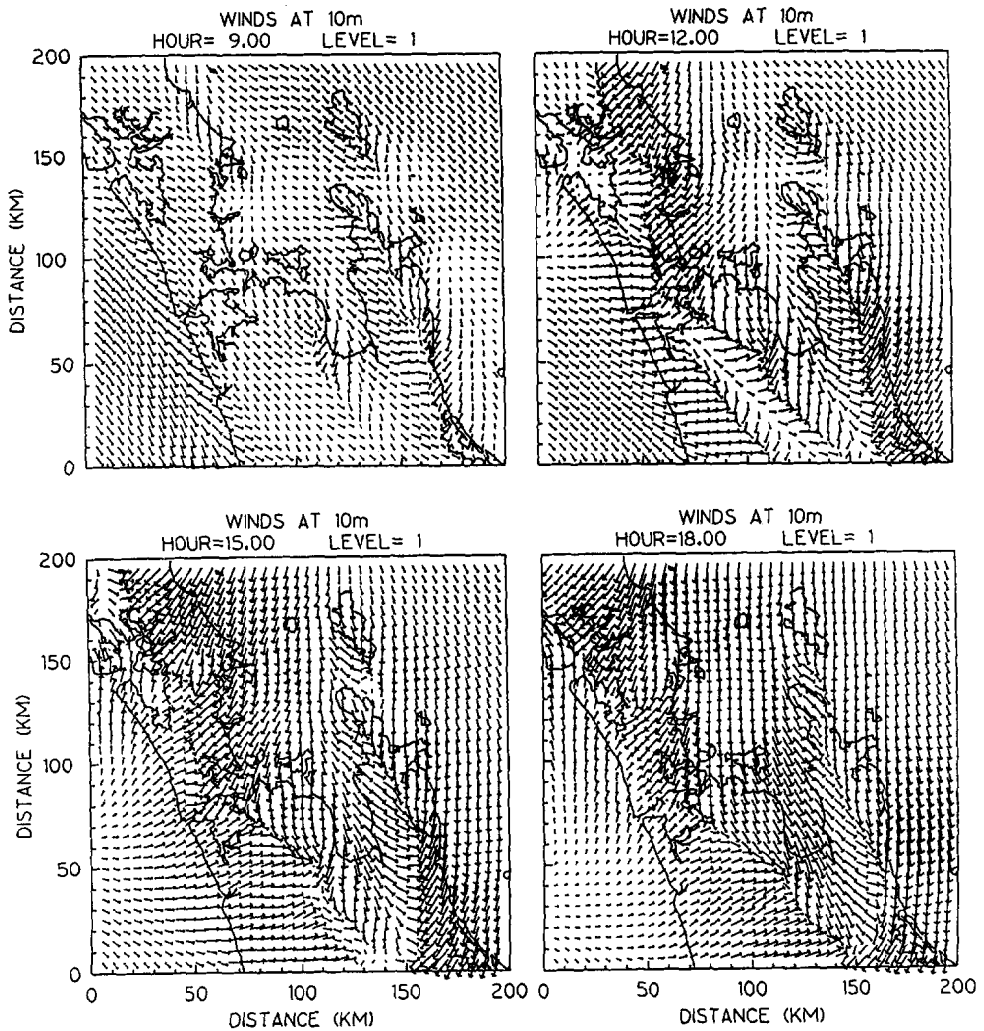 WINDS AT 10m
HOUR= 9.00 LEVEL= 1
200
150
100
50
0
DISTANCE (KM)
WINDS AT 10m
HOUR=12.00 LEVEL= 1
WINDS AT 10m
HOUR=15.00 LEVEL= 1
200
150
100
50
0
DISTANCE (KM)
0 50 100 150 200
DISTANCE (KM)
WINDS AT 10m
HOUR=18.00 LEVEL= 1
0 50 100 150 200
DISTANCE (KM)